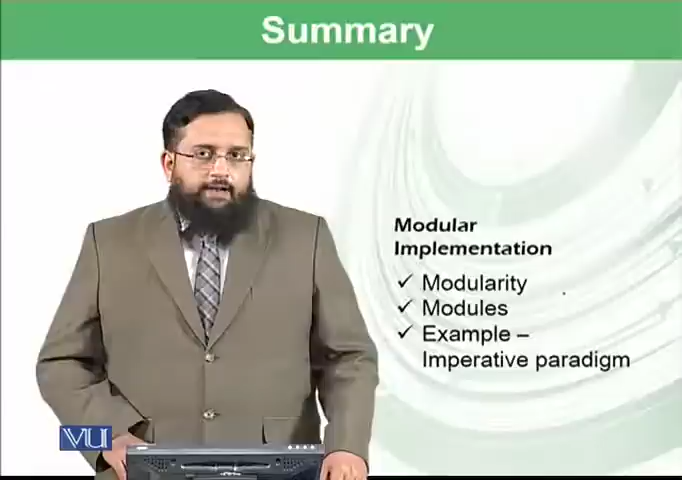 Summary
Modular
Implementation
✓ Modularity
✓ Modules
✓ Example –
Imperative paradigm
VU